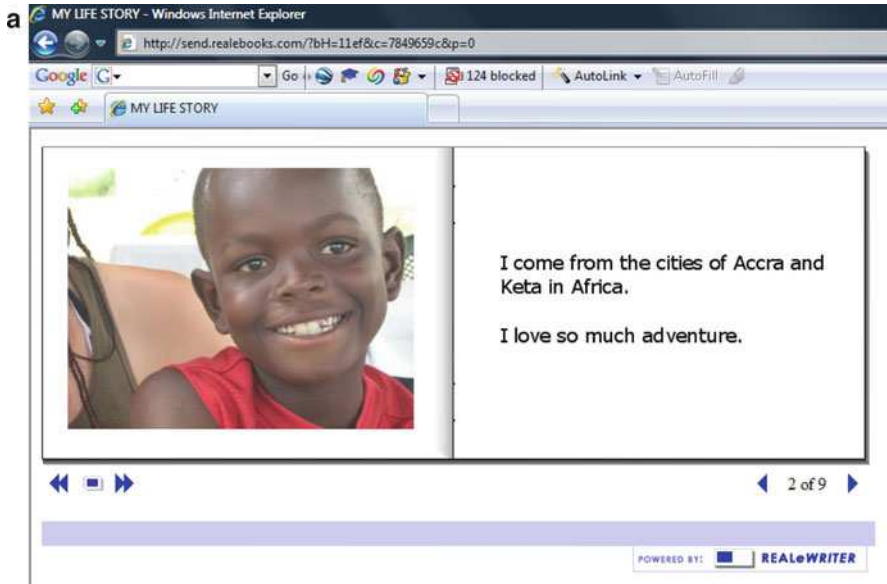 a
MY LIFE STORY - Windows Internet Explorer
http://send.realebooks.com/?bH=11ef&c=7849659c&p=0
Google G Go 124 blocked AutoLink AutoFill
MY LIFE STORY
I come from the cities of Accra and
Keta in Africa.
I love so much adventure.
2 of 9
POWERED BY: REALeWRITER